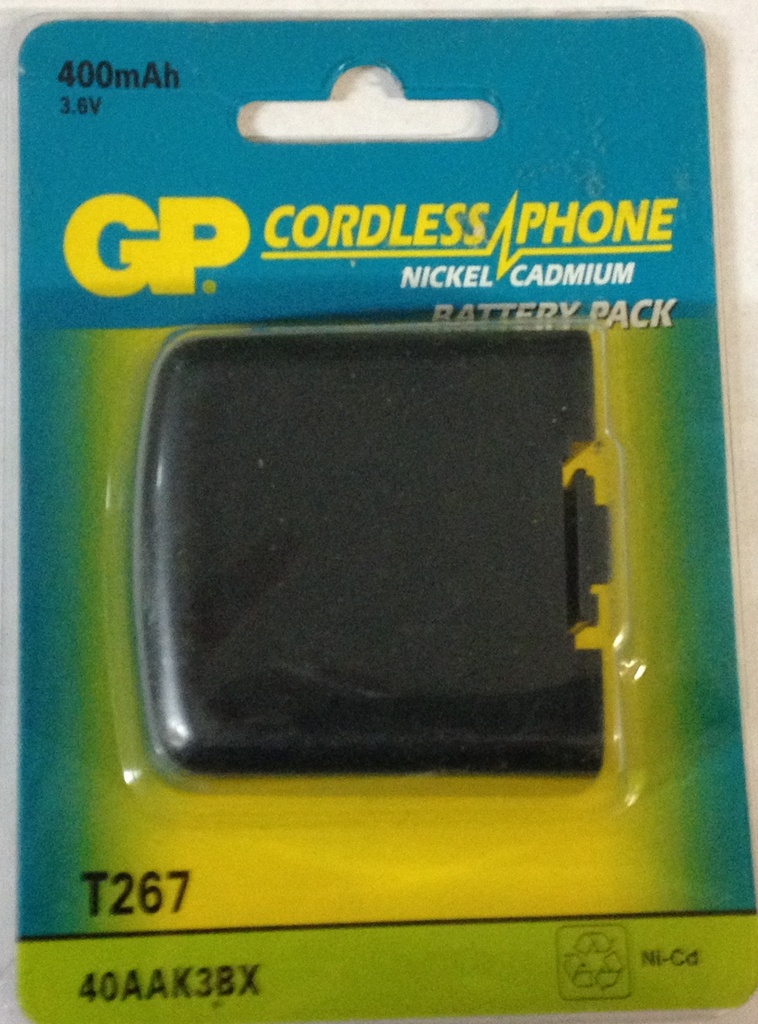 400mAh
3.6V
GP
CORDLESS PHONE
NICKEL CADMIUM
BATTERY PACK
T267
Ni-Cd
40AAK3BX